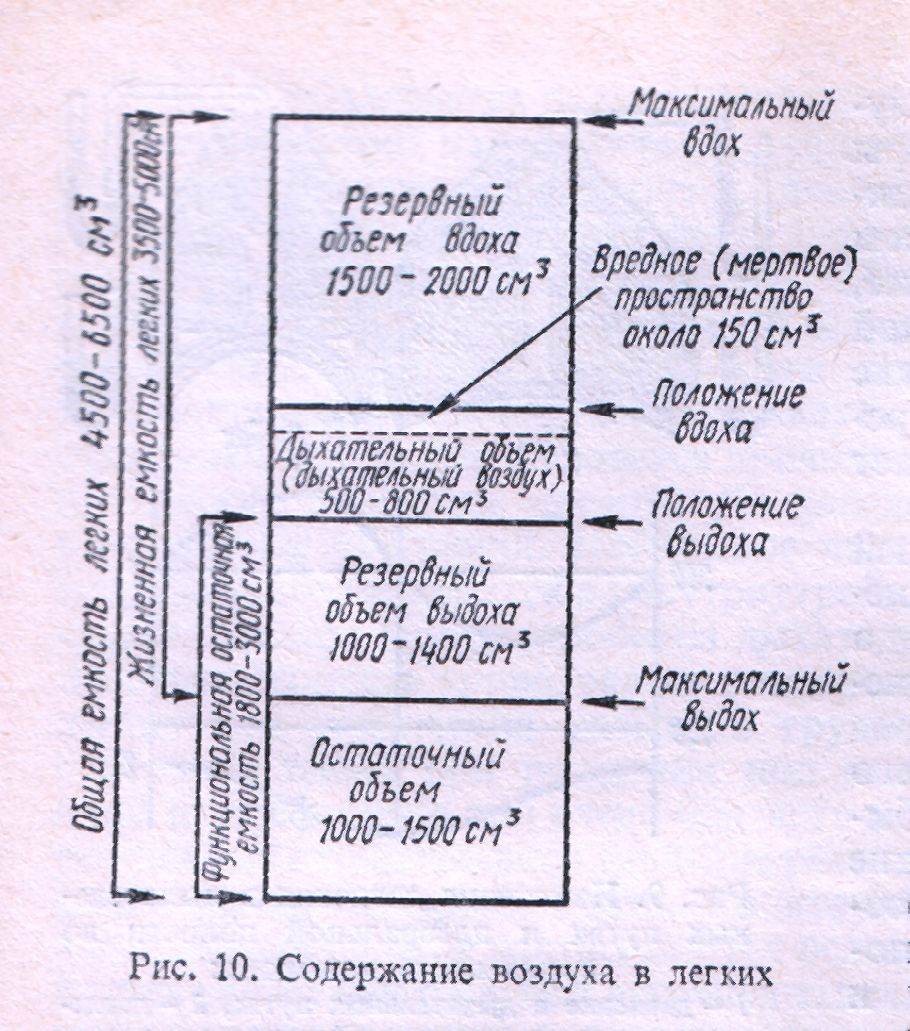 Общая емкость легких 4500-6500 см³
Жизненная емкость легких 3500-5000см³
Функциональная остаточная
емкость 1800-3000 см³
Резервный
объем вдоха
1500-2000 см³
Дыхательный объем
(дыхательный воздух)
500-800 см³
Резервный
объем выдоха
1000-1400 см³
Остаточный
объем
1000-1500 см³
Максимальный
вдох
Вредное (мертвое)
пространство
около 150 см³
Положение
вдоха
Положение
выдоха
Максимальный
выдох
Рис. 10. Содержание воздуха в легких